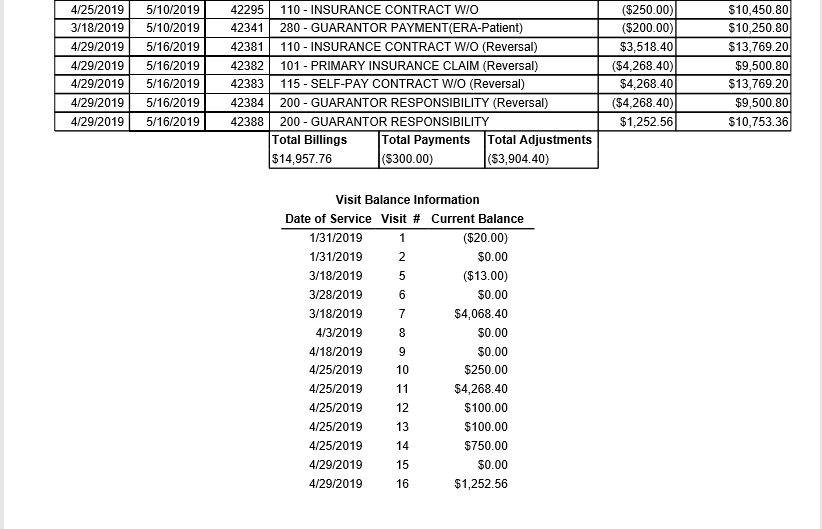 4/25/2019 5/10/2019 42295 110 - INSURANCE CONTRACT W/O ($250.00) $10,450.80
3/18/2019 5/10/2019 42341 280 - GUARANTOR PAYMENT(ERA-Patient) ($200.00) $10,250.80
4/29/2019 5/16/2019 42381 110 - INSURANCE CONTRACT W/O (Reversal) $3,518.40 $13,769.20
4/29/2019 5/16/2019 42382 101 - PRIMARY INSURANCE CLAIM (Reversal) ($4,268.40) $9,500.80
4/29/2019 5/16/2019 42383 115 - SELF-PAY CONTRACT W/O (Reversal) $4,268.40 $13,769.20
4/29/2019 5/16/2019 42384 200 - GUARANTOR RESPONSIBILITY (Reversal) ($4,268.40) $9,500.80
4/29/2019 5/16/2019 42388 200 - GUARANTOR RESPONSIBILITY $1,252.56 $10,753.36
Total Billings Total Payments Total Adjustments
$14,957.76 ($300.00) ($3,904.40)
Visit Balance Information
Date of Service Visit # Current Balance
1/31/2019 1 ($20.00)
1/31/2019 2 $0.00
3/18/2019 5 ($13.00)
3/28/2019 6 $0.00
3/18/2019 7 $4,068.40
4/3/2019 8 $0.00
4/18/2019 9 $0.00
4/25/2019 10 $250.00
4/25/2019 11 $4,268.40
4/25/2019 12 $100.00
4/25/2019 13 $100.00
4/25/2019 14 $750.00
4/29/2019 15 $0.00
4/29/2019 16 $1,252.56